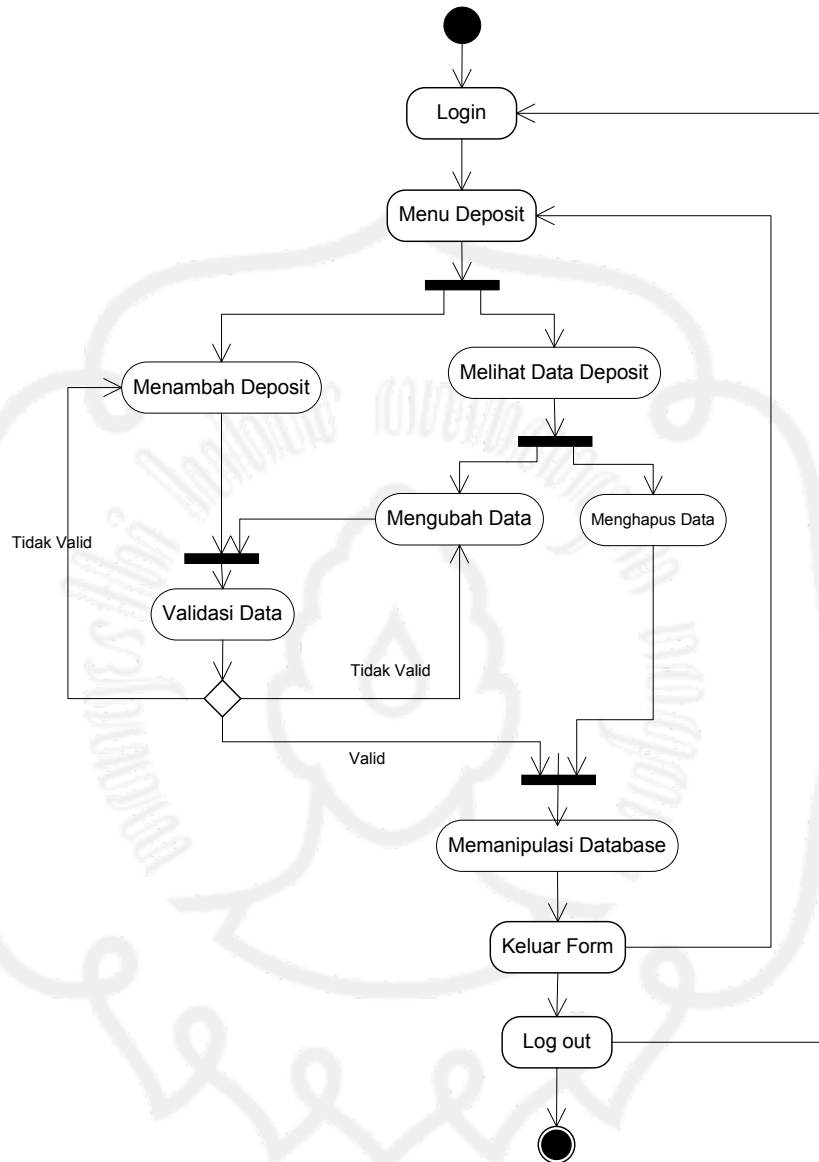 Login
Menu Deposit
Menambah Deposit
Melihat Data Deposit
Mengubah Data
Menghapus Data
Tidak Valid
Validasi Data
Tidak Valid
Valid
Memanipulasi Database
Keluar Form
Log out